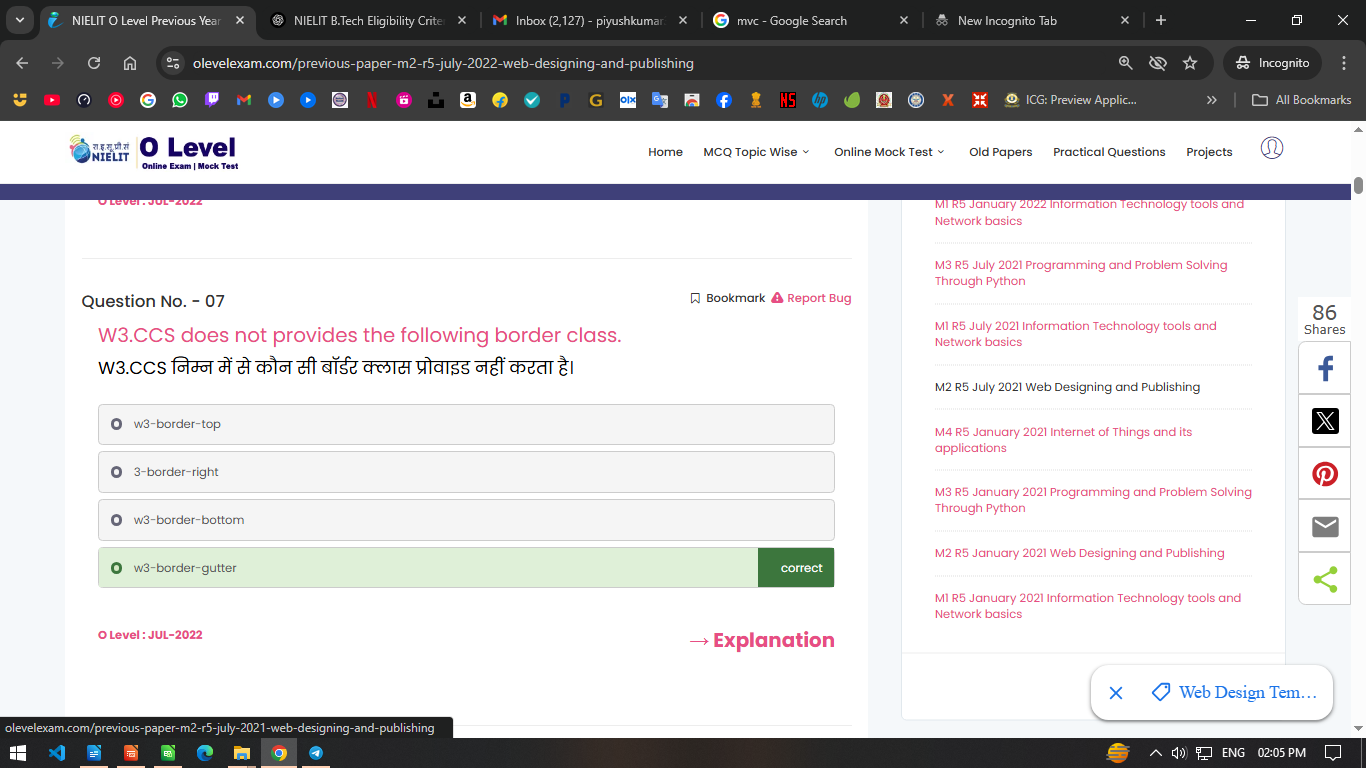 NIELIT O Level Previous Year
NIELIT B.Tech Eligibility Crite
Inbox (2,127) - piyushkumar
mvc - Google Search
New Incognito Tab
olevelexam.com/previous-paper-m2-r5-july-2022-web-designing-and-publishing
Incognito
ICG: Preview Applic...
All Bookmarks
रा.इ.सू.प्रौ.सं
NIELIT
O Level
Online Exam | Mock Test
Home
MCQ Topic Wise
Online Mock Test
Old Papers
Practical Questions
Projects
O Level : JUL-2022
Question No. - 07
Bookmark
Report Bug
W3.CCS does not provides the following border class.
W3.CCS निम्न में से कौन सी बॉर्डर क्लास प्रोवाइड नहीं करता है।
w3-border-top
3-border-right
w3-border-bottom
w3-border-gutter
correct
O Level : JUL-2022
→ Explanation
M1 R5 January 2022 Information Technology tools and
Network basics
M3 R5 July 2021 Programming and Problem Solving
Through Python
M1 R5 July 2021 Information Technology tools and
Network basics
M2 R5 July 2021 Web Designing and Publishing
M4 R5 January 2021 Internet of Things and its
applications
M3 R5 January 2021 Programming and Problem Solving
Through Python
M2 R5 January 2021 Web Designing and Publishing
M1 R5 January 2021 Information Technology tools and
Network basics
86
Shares
Web Design Tem...
olevelexam.com/previous-paper-m2-r5-july-2021-web-designing-and-publishing
ENG
02:05 PM